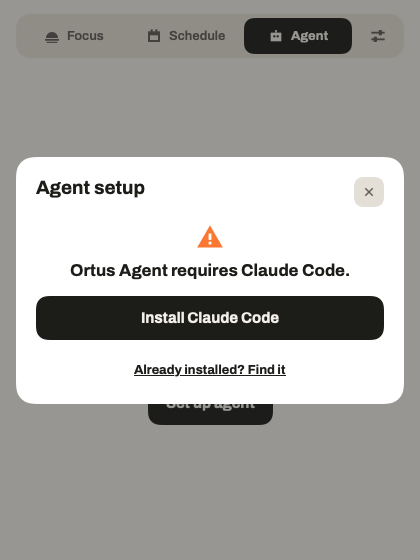 Focus
Schedule
Agent
Agent setup
Ortus Agent requires Claude Code.
Install Claude Code
Already installed? Find it
Set up agent